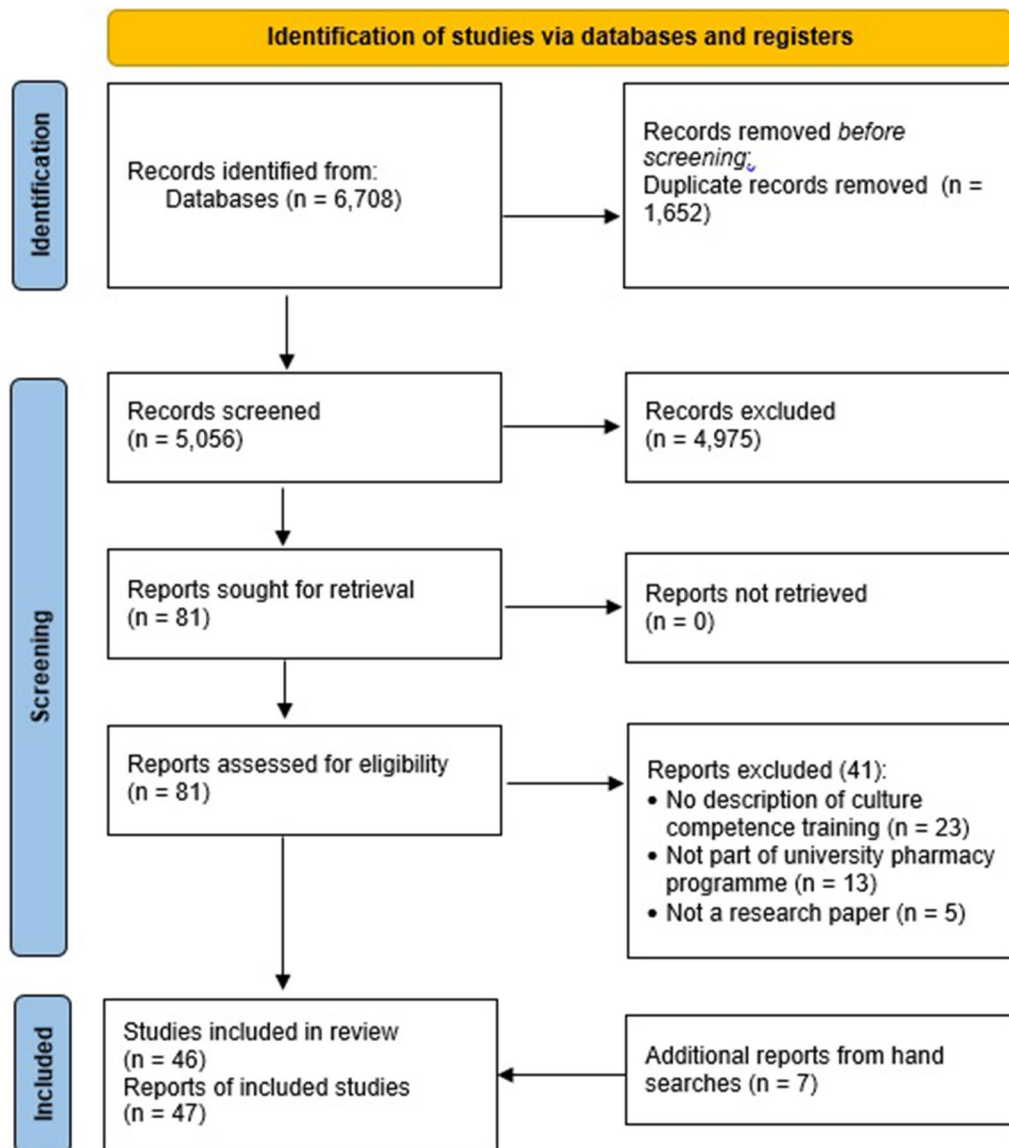 Identification of studies via databases and registers
Identification
Records identified from:
Databases (n = 6,708)
Records removed before
screening:
Duplicate records removed (n =
1,652)
Screening
Records screened
(n = 5,056)
Records excluded
(n = 4,975)
Reports sought for retrieval
(n = 81)
Reports not retrieved
(n = 0)
Reports assessed for eligibility
(n = 81)
Reports excluded (41):
• No description of culture
competence training (n = 23)
• Not part of university pharmacy
programme (n = 13)
• Not a research paper (n = 5)
Included
Studies included in review
(n = 46)
Reports of included studies
(n = 47)
Additional reports from hand
searches (n = 7)